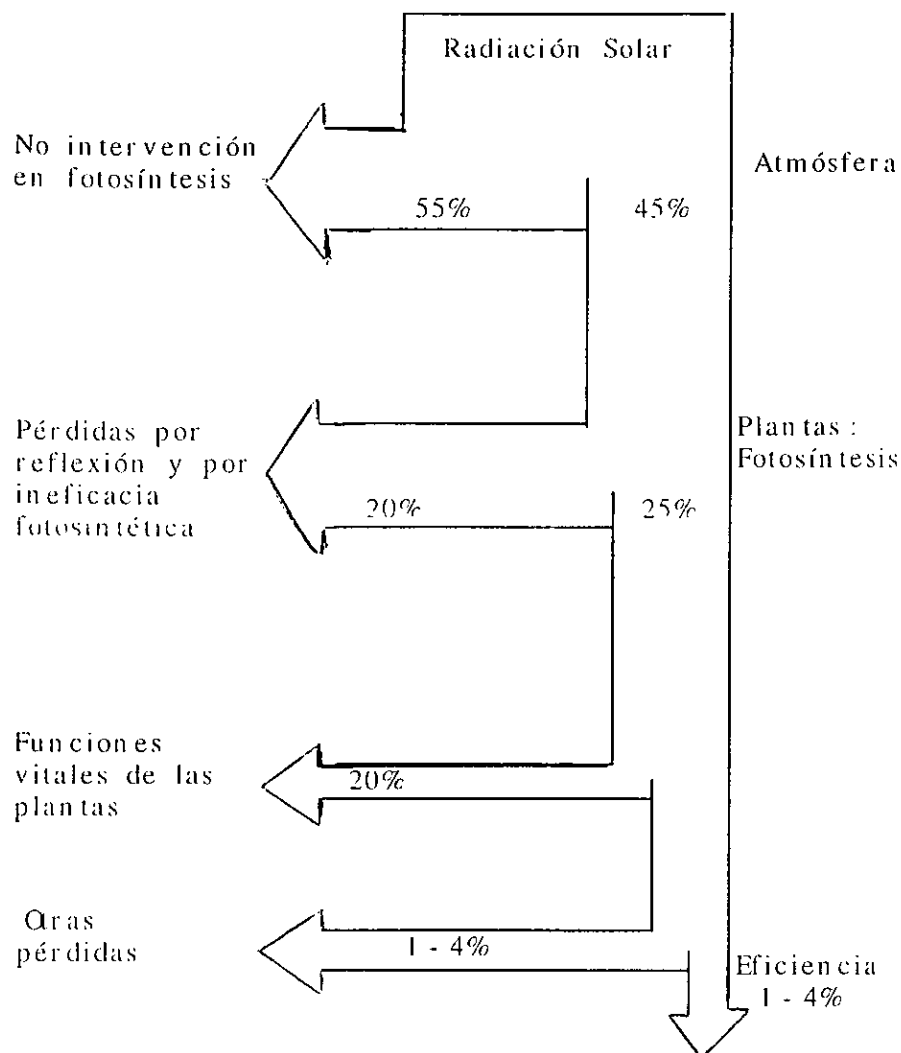 Radiación Solar
No intervención
en fotosíntesis
Atmósfera
55%
45%
Pérdidas por
reflexión y por
ineficacia
fotosintética
Plantas:
Fotosíntesis
20%
25%
Funciones
vitales de las
plantas
20%
Otras
pérdidas
1 - 4%
Eficiencia
1 - 4%